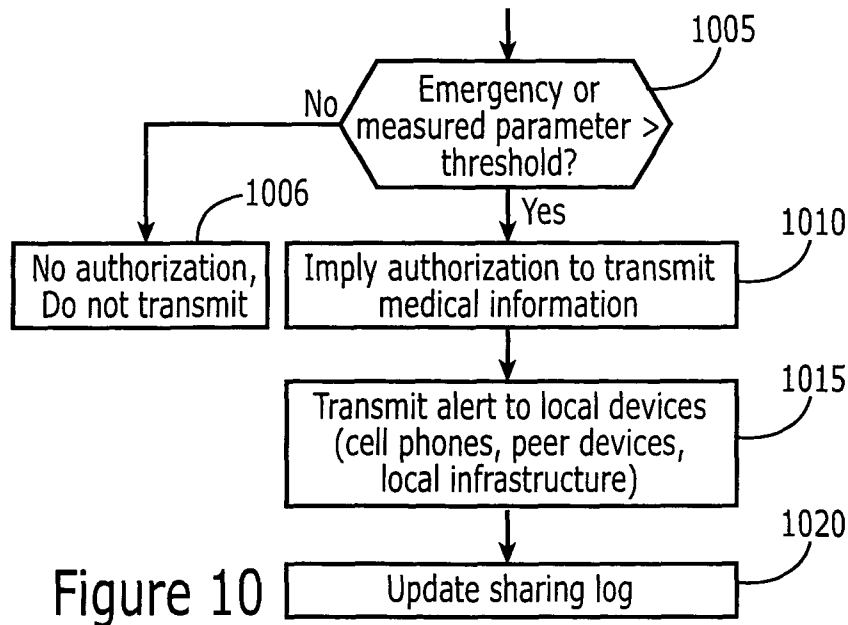 1005
Emergency or
measured parameter >
threshold?
No
Yes
1006
No authorization,
Do not transmit
1010
Imply authorization to transmit
medical information
1015
Transmit alert to local devices
(cell phones, peer devices,
local infrastructure)
1020
Update sharing log
Figure 10